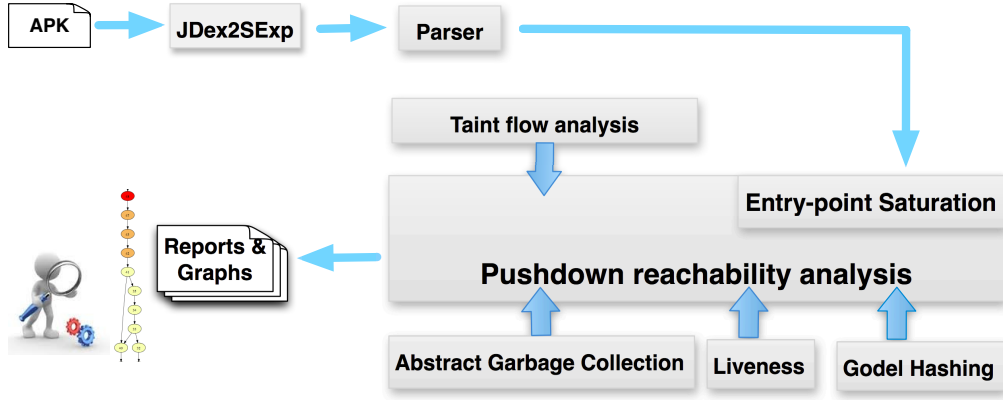 APK
JDex2SExp
Parser
Taint flow analysis
Entry-point Saturation
Pushdown reachability analysis
Reports &
Graphs
Abstract Garbage Collection
Liveness
Godel Hashing